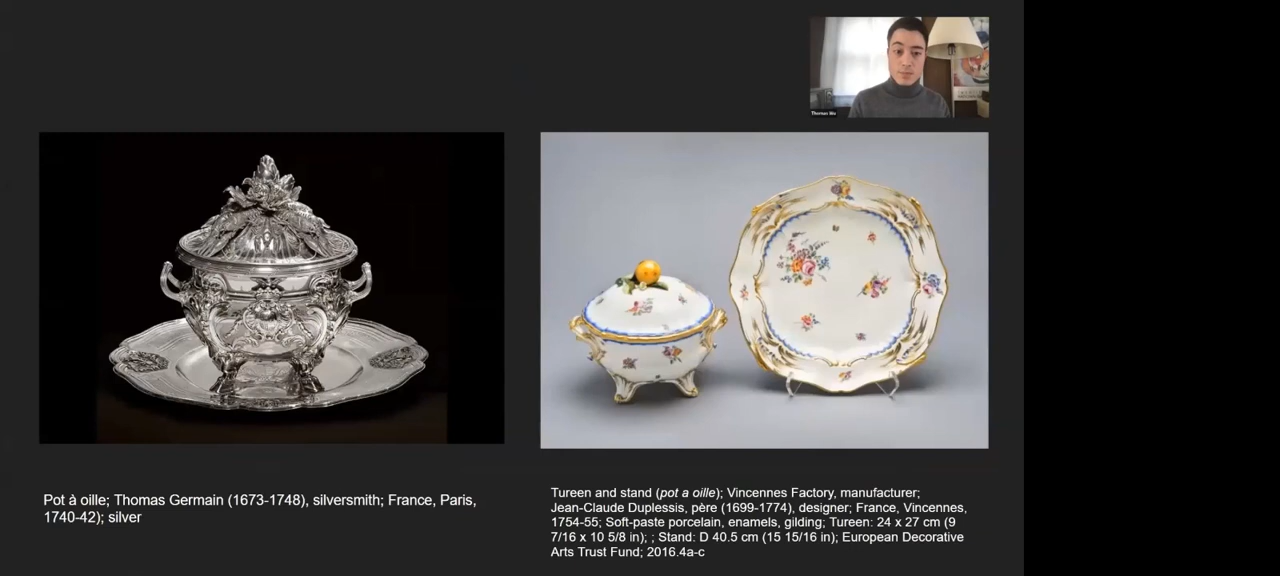 Thomas Wu
Pot à oille; Thomas Germain (1673-1748), silversmith; France, Paris,
1740-42); silver
Tureen and stand (pot a oille); Vincennes Factory, manufacturer;
Jean-Claude Duplessis, père (1699-1774), designer; France, Vincennes,
1754-55; Soft-paste porcelain, enamels, gilding; Tureen: 24 x 27 cm (9
7/16 x 10 5/8 in); ; Stand: D 40.5 cm (15 15/16 in); European Decorative
Arts Trust Fund; 2016.4a-c